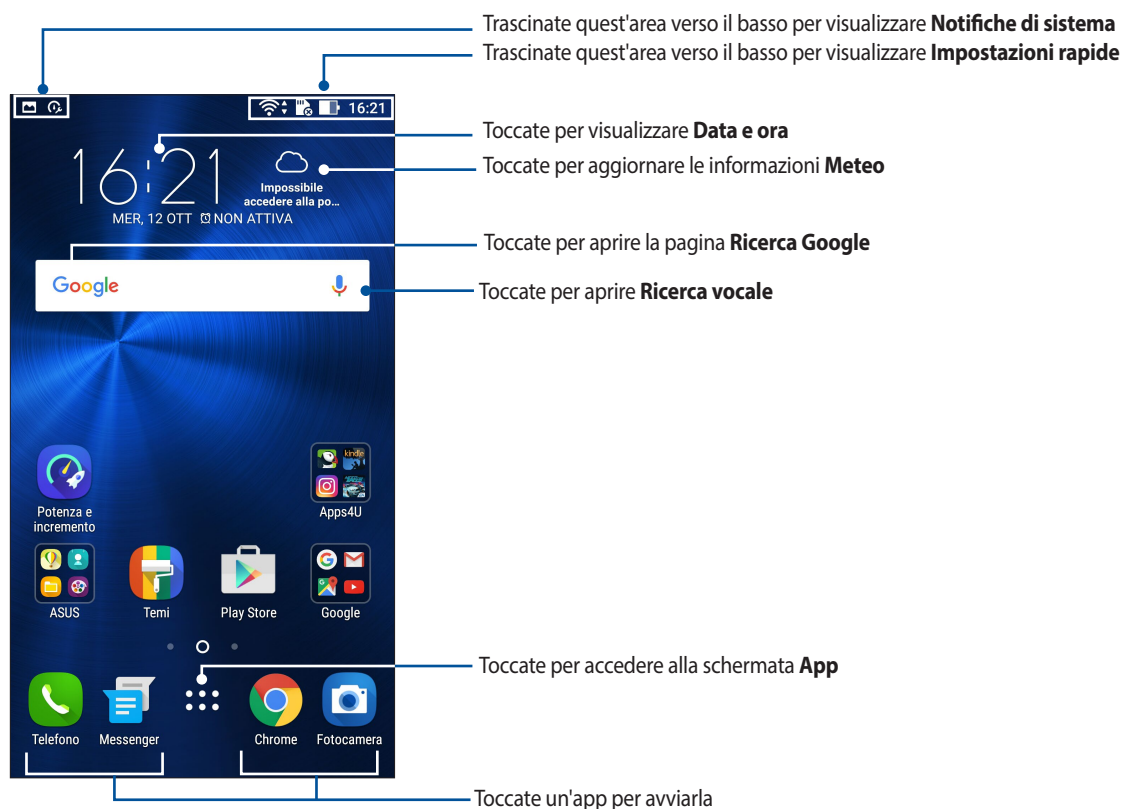 Trascinate quest'area verso il basso per visualizzare Notifiche di sistema
Trascinate quest'area verso il basso per visualizzare Impostazioni rapide
16:21
16:21
Toccate per visualizzare Data e ora
Toccate per aggiornare le informazioni Meteo
Impossibile
accedere alla po...
MER, 12 OTT NON ATTIVA
Toccate per aprire la pagina Ricerca Google
Google
Toccate per aprire Ricerca vocale
kindle
Potenza e
incremento
Apps4U
ASUS
Temi
Play Store
Google
Toccate per accedere alla schermata App
Telefono
Messenger
Chrome
Fotocamera
Toccate un'app per avviarla